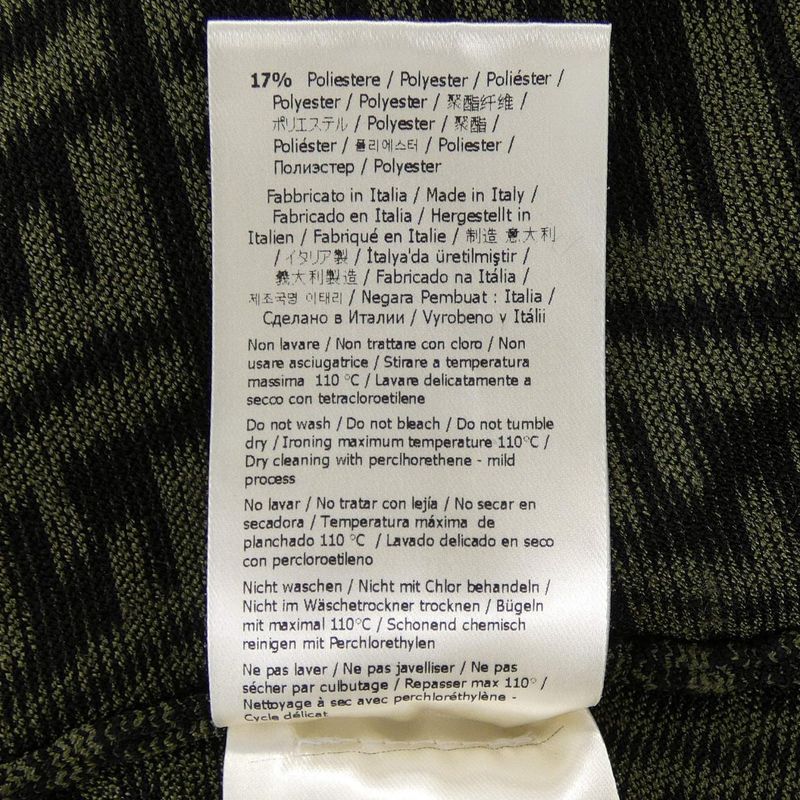 17% Poliestere / Polyester / Poliéster /
Polyester / Polyester / 聚酯纤维 /
ポリエステル / Polyester / 聚酯 /
Poliéster / 폴리에스터 / Poliester /
Полиэстер / Polyester
Fabbricato in Italia / Made in Italy /
Fabricado en Italia / Hergestellt in
Italien / Fabriqué en Italie / 制造 意大利
/ イタリア製 / İtalya'da üretilmiştir /
義大利製造 / Fabricado na Itália /
제조국명 이태리 / Negara Pembuat : Italia /
Сделано в Италии / Vyrobeno v Itálii
Non lavare / Non trattare con cloro / Non
usare asciugatrice / Stirare a temperatura
massima 110 °C / Lavare delicatamente a
secco con tetracloroetilene
Do not wash / Do not bleach / Do not tumble
dry / Ironing maximum temperature 110°C /
Dry cleaning with perclhorethene - mild
process
No lavar / No tratar con lejía / No secar en
secadora / Temperatura máxima de
planchado 110 °C / Lavado delicado en seco
con percloroetileno
Nicht waschen / Nicht mit Chlor behandeln /
Nicht im Wäschetrockner trocknen / Bügeln
mit maximal 110°C / Schonend chemisch
reinigen mit Perchlorethylen
Ne pas laver / Ne pas javelliser / Ne pas
sécher par culbutage / Repasser max 110° /
Nettoyage à sec avec perchloréthylène -
Cycle délicat